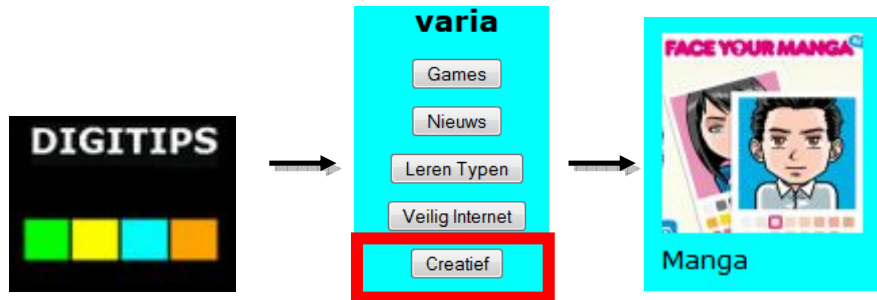 DIGITIPS
varia
Games
Nieuws
Leren Typen
Veilig Internet
Creatief
FACE YOUR MANGA
Manga